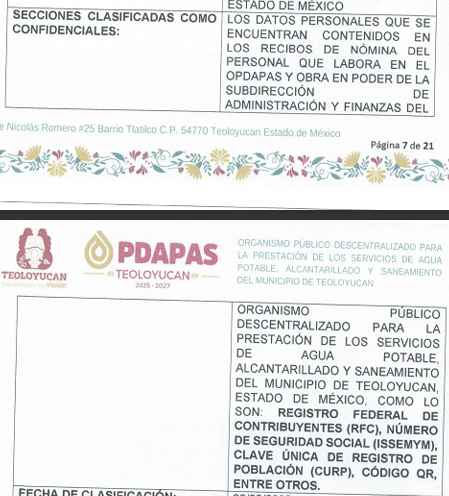 ESTADO DE MÉXICO
SECCIONES CLASIFICADAS COMO CONFIDENCIALES:
LOS DATOS PERSONALES QUE SE
ENCUENTRAN CONTENIDOS EN
LOS RECIBOS DE NÓMINA DEL
PERSONAL QUE LABORA EN EL
OPDAPAS Y OBRA EN PODER DE LA
SUBDIRECCIÓN DE
ADMINISTRACIÓN Y FINANZAS DEL
e Nicolás Romero #25 Barrio Tlatilco C.P. 54770 Teoloyucan Estado de México
Página 7 de 21
TEOLOYUCAN
visión
PDAPAS
TEOLOYUCAN
2025 - 2027
ORGANISMO PÚBLICO DESCENTRALIZADO PARA
LA PRESTACIÓN DE LOS SERVICIOS DE AGUA
POTABLE, ALCANTARILLADO Y SANEAMIENTO
DEL MUNICIPIO DE TEOLOYUCAN
ORGANISMO PÚBLICO
DESCENTRALIZADO PARA LA
PRESTACIÓN DE LOS SERVICIOS
DE AGUA POTABLE,
ALCANTARILLADO Y SANEAMIENTO
DEL MUNICIPIO DE TEOLOYUCAN,
ESTADO DE MÉXICO, COMO LO
SON: REGISTRO FEDERAL DE
CONTRIBUYENTES (RFC), NÚMERO
DE SEGURIDAD SOCIAL (ISSEMYM),
CLAVE ÚNICA DE REGISTRO DE
POBLACIÓN (CURP), CÓDIGO QR,
ENTRE OTROS.
FECHA DE CLASIFICACIÓN: